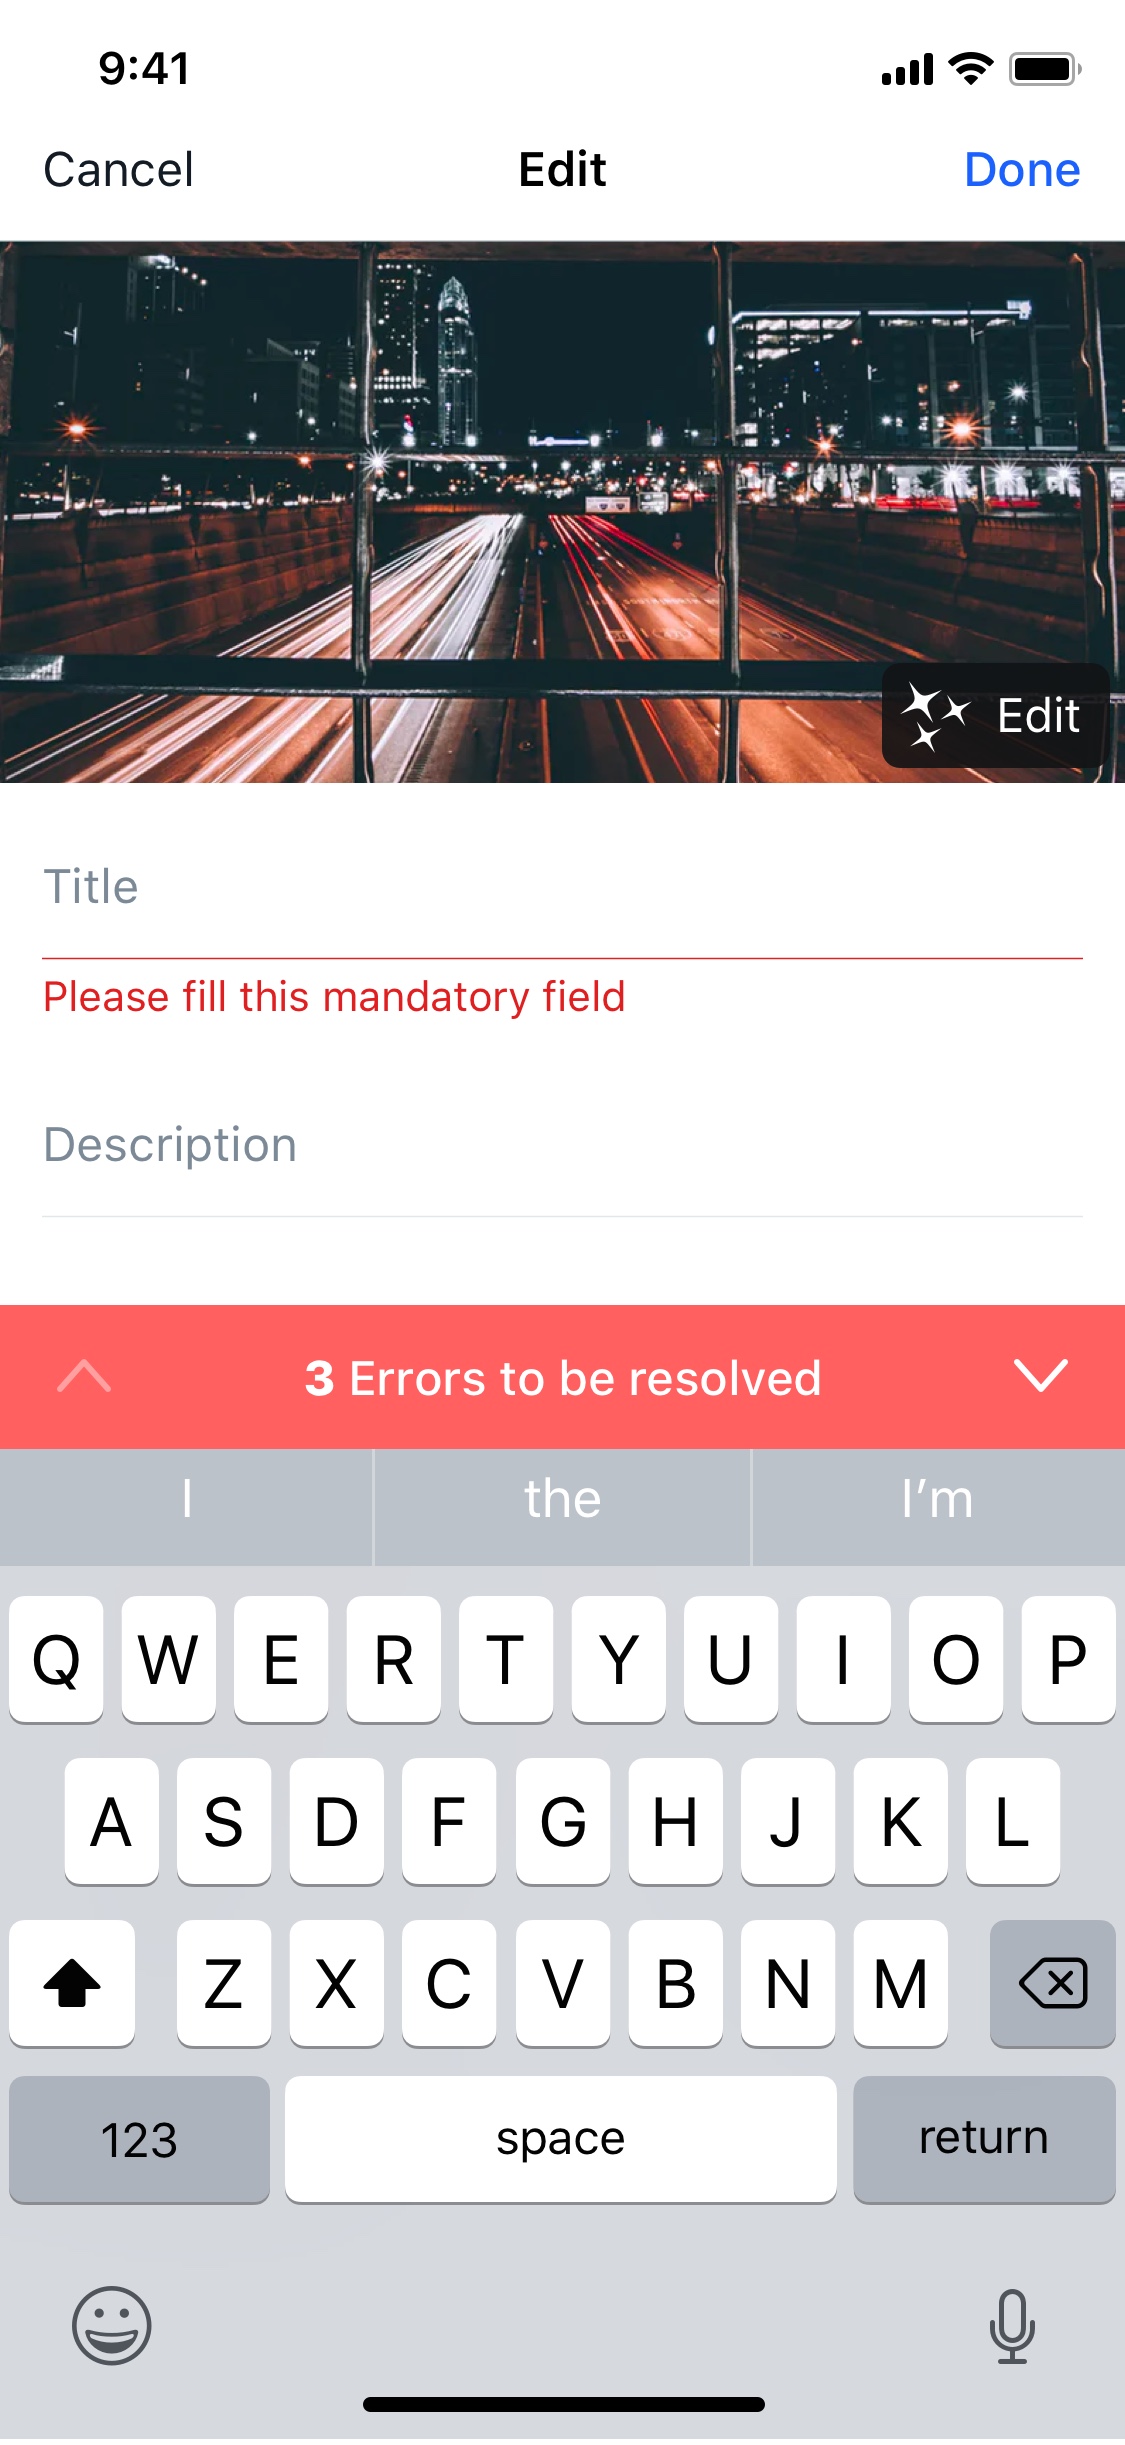 9:41
Cancel Edit Done
Edit
Title
Please fill this mandatory field
Description
3 Errors to be resolved
I the I’m
Q W E R T Y U I O P
A S D F G H J K L
Z X C V B N M
123 space return